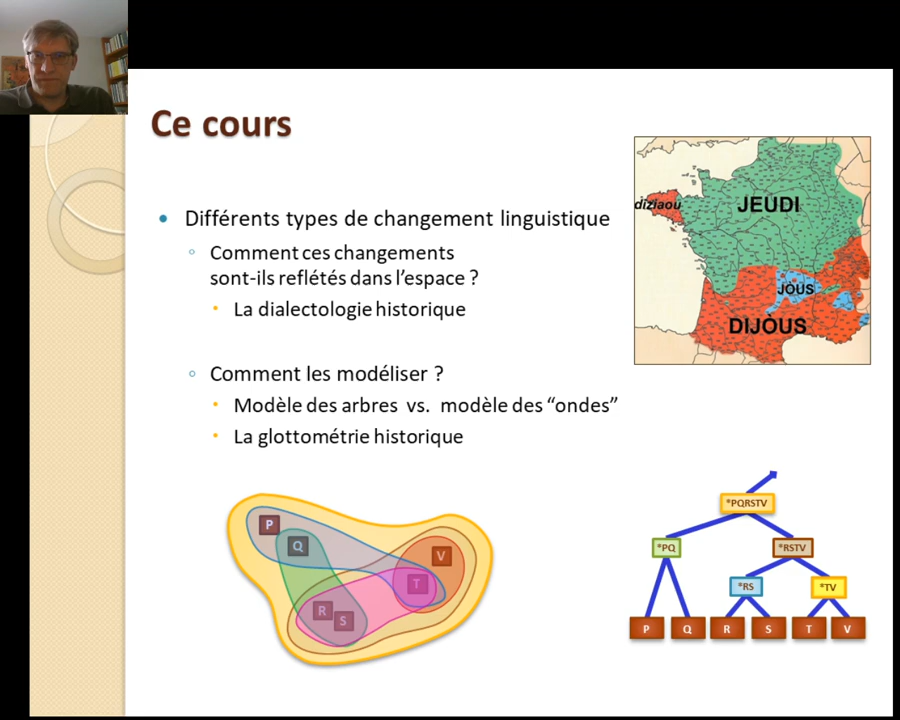 Ce cours
Différents types de changement linguistique
Comment ces changements
sont-ils reflétés dans l’espace ?
La dialectologie historique
Comment les modéliser ?
Modèle des arbres vs. modèle des “ondes”
La glottométrie historique
diziaou
JEUDI
JÒUS
DIJÒUS
P
Q
R
S
T
V
*PQRSTV
*PQ
*RSTV
*RS
*TV
P Q R S T V